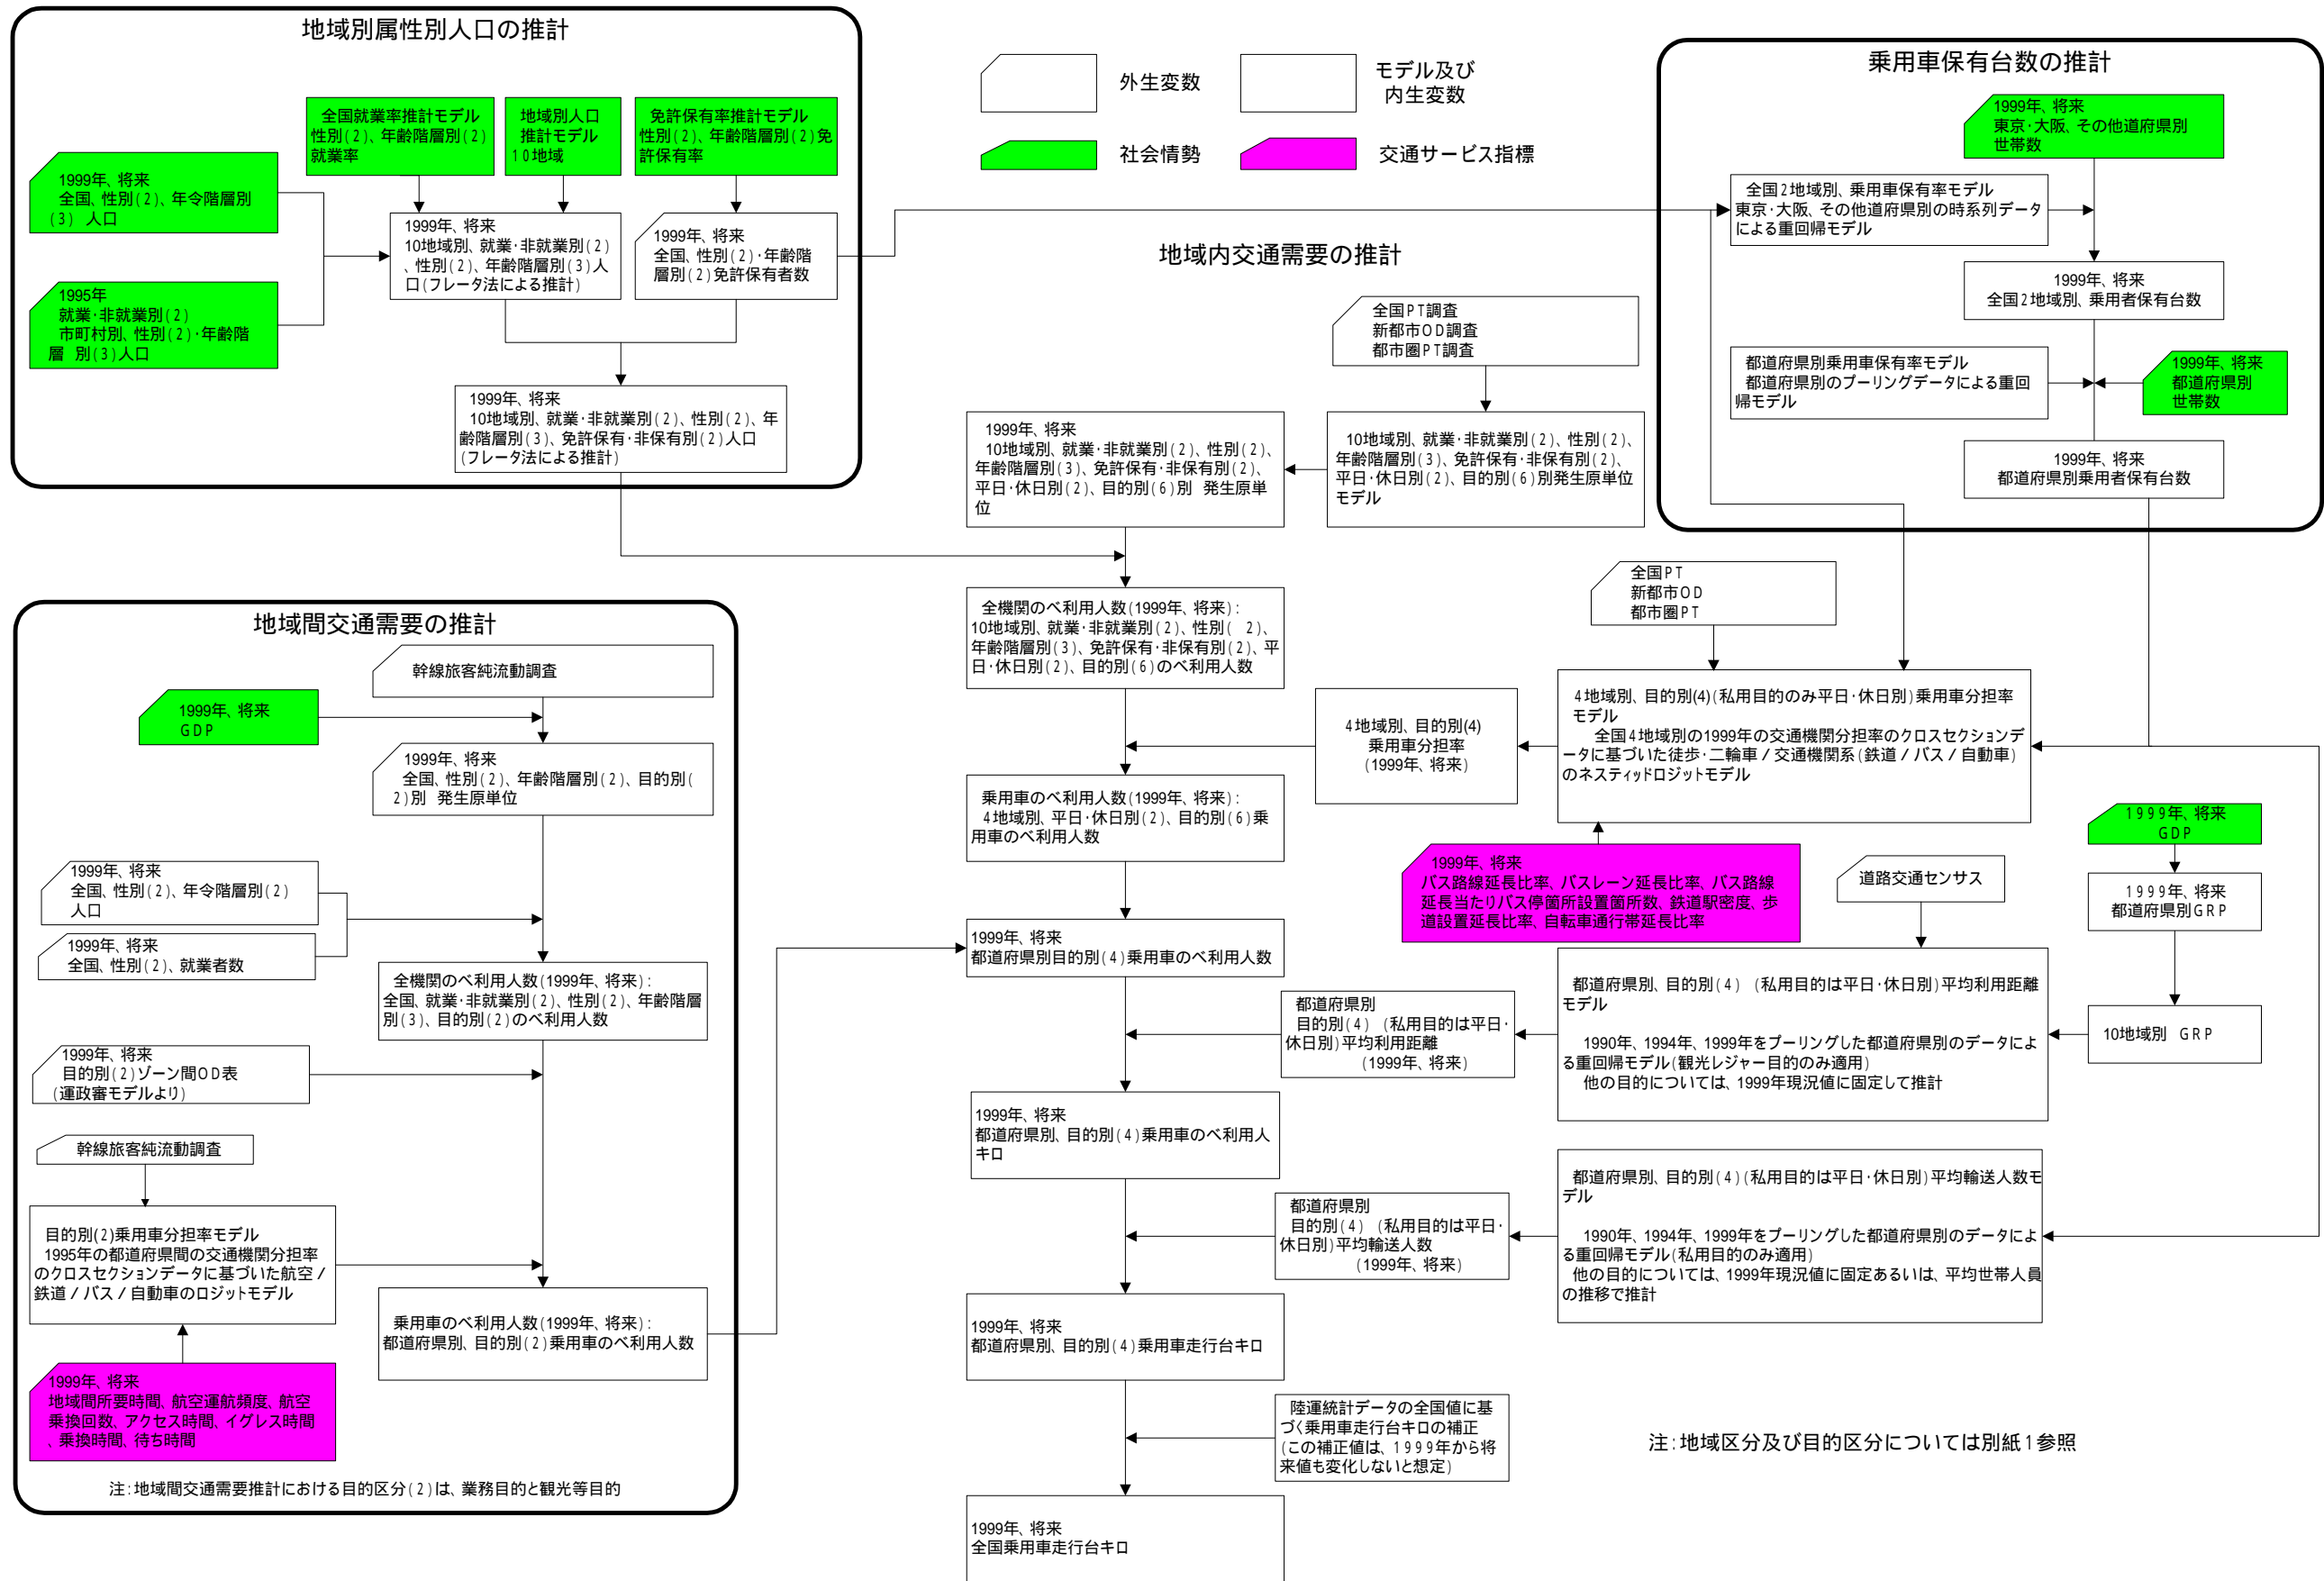 地域別属性別人口の推計
全国就業率推計モデル
性別(2)、年齢階層別(2)
就業率
地域別人口
推計モデル
10地域
免許保有率推計モデル
性別(2)、年齢階層別(2)免
許保有率
1999年、将来
全国、性別(2)、年令階層別
(3) 人口
1995年
就業・非就業別(2)
市町村別、性別(2)・年齢階
層 別(3)人口
1999年、将来
10地域別、就業・非就業別(2)
、性別(2)、年齢階層別(3)人
口(フレータ法による推計)
1999年、将来
全国、性別(2)・年齢階
層別(2)免許保有者数
1999年、将来
10地域別、就業・非就業別(2)、性別(2)、年
齢階層別(3)、免許保有・非保有別(2)人口
(フレータ法による推計)
外生変数
モデル及び
内生変数
社会情勢
交通サービス指標
乗用車保有台数の推計
1999年、将来
東京・大阪、その他道府県別
世帯数
全国2地域別、乗用車保有率モデル
東京・大阪、その他道府県別の時系列データ
による重回帰モデル
1999年、将来
全国2地域別、乗用者保有台数
都道府県別乗用車保有率モデル
都道府県別のプーリングデータによる重回
帰モデル
1999年、将来
都道府県別
世帯数
1999年、将来
都道府県別乗用者保有台数
地域内交通需要の推計
全国PT調査
新都市OD調査
都市圏PT調査
1999年、将来
10地域別、就業・非就業別(2)、性別(2)、
年齢階層別(3)、免許保有・非保有別(2)、
平日・休日別(2)、目的別(6)別 発生原単
位
10地域別、就業・非就業別(2)、性別(2)、
年齢階層別(3)、免許保有・非保有別(2)、
平日・休日別(2)、目的別(6)別発生原単位
モデル
全機関のべ利用人数(1999年、将来):
10地域別、就業・非就業別(2)、性別( 2)、
年齢階層別(3)、免許保有・非保有別(2)、平
日・休日別(2)、目的別(6)のべ利用人数
全国PT
新都市OD
都市圏PT
4地域別、目的別(4)
乗用車分担率
(1999年、将来)
4地域別、目的別(4)(私用目的のみ平日・休日別)乗用車分担率
モデル
全国4地域別の1999年の交通機関分担率のクロスセクションデ
ータに基づいた徒歩・二輪車/交通機関系(鉄道/バス/自動車)
のネスティッドロジットモデル
乗用車のべ利用人数(1999年、将来):
4地域別、平日・休日別(2)、目的別(6)乗
用車のべ利用人数
1999年、将来
バス路線延長比率、バスレーン延長比率、バス路線
延長当たりバス停箇所設置箇所数、鉄道駅密度、歩
道設置延長比率、自転車通行帯延長比率
1999年、将来
GDP
道路交通センサス
1999年、将来
都道府県別GRP
1999年、将来
都道府県別目的別(4)乗用車のべ利用人数
都道府県別
目的別(4) (私用目的は平日・
休日別)平均利用距離
(1999年、将来)
都道府県別、目的別(4) (私用目的は平日・休日別)平均利用距離
モデル
1990年、1994年、1999年をプーリングした都道府県別のデータによ
る重回帰モデル(観光レジャー目的のみ適用)
他の目的については、1999年現況値に固定して推計
10地域別 GRP
1999年、将来
都道府県別、目的別(4)乗用車のべ利用人
キロ
都道府県別
目的別(4) (私用目的は平日・
休日別)平均輸送人数
(1999年、将来)
都道府県別、目的別(4)(私用目的は平日・休日別)平均輸送人数モ
デル
1990年、1994年、1999年をプーリングした都道府県別のデータによ
る重回帰モデル(私用目的のみ適用)
他の目的については、1999年現況値に固定あるいは、平均世帯人員
の推移で推計
1999年、将来
都道府県別、目的別(4)乗用車走行台キロ
陸運統計データの全国値に基
づく乗用車走行台キロの補正
(この補正値は、1999年から将
来値も変化しないと想定)
1999年、将来
全国乗用車走行台キロ
注:地域区分及び目的区分については別紙1参照
地域間交通需要の推計
幹線旅客純流動調査
1999年、将来
GDP
1999年、将来
全国、性別(2)、年齢階層別(2)、目的別(
2)別 発生原単位
1999年、将来
全国、性別(2)、年令階層別(2)
人口
1999年、将来
全国、性別(2)、就業者数
全機関のべ利用人数(1999年、将来):
全国、就業・非就業別(2)、性別(2)、年齢階層
別(3)、目的別(2)のべ利用人数
1999年、将来
目的別(2)ゾーン間OD表
(運政審モデルより)
幹線旅客純流動調査
目的別(2)乗用車分担率モデル
1995年の都道府県間の交通機関分担率
のクロスセクションデータに基づいた航空/
鉄道/バス/自動車のロジットモデル
乗用車のべ利用人数(1999年、将来):
都道府県別、目的別(2)乗用車のべ利用人数
1999年、将来
地域間所要時間、航空運航頻度、航空
乗換回数、アクセス時間、イグレス時間
、乗換時間、待ち時間
注:地域間交通需要推計における目的区分(2)は、業務目的と観光等目的